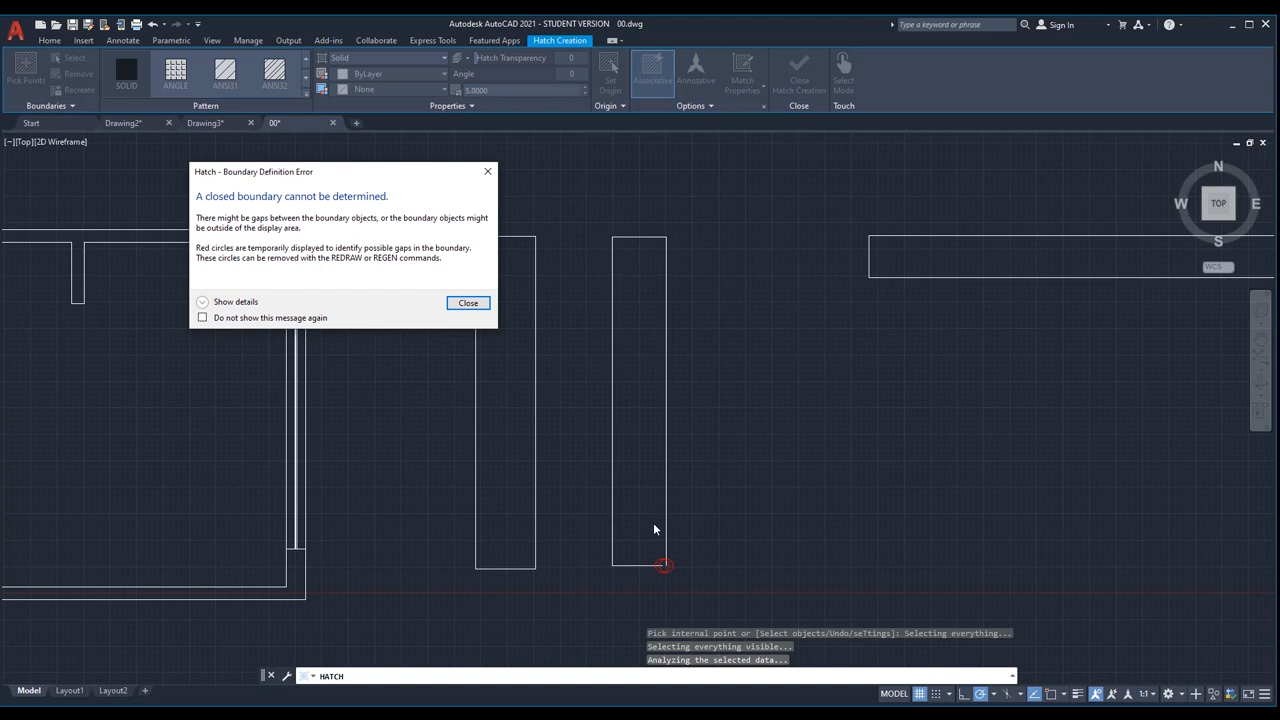 Autodesk AutoCAD 2021 - STUDENT VERSION 00.dwg
Type a keyword or phrase
Sign In
Home Insert Annotate Parametric View Manage Output Add-ins Collaborate Express Tools Featured Apps Hatch Creation
Select Solid Hatch Transparency 0
Pick Points Remove SOLID ANGLE ANSI31 ANSI32 ByLayer Angle 0 Set Origin Associative Annotative Match Properties Close Hatch Creation Select Mode
Recreate None 5.0000
Boundaries Pattern Properties Origin Options Close Touch
Start Drawing2* Drawing3* 00*
[−][Top][2D Wireframe]
N
W TOP E
S
WCS
Hatch - Boundary Definition Error
A closed boundary cannot be determined.
There might be gaps between the boundary objects, or the boundary objects might
be outside of the display area.
Red circles are temporarily displayed to identify possible gaps in the boundary.
These circles can be removed with the REDRAW or REGEN commands.
Show details Close
Do not show this message again
Pick internal point or [Select objects/Undo/seTtings]: Selecting everything...
Selecting everything visible...
Analyzing the selected data...
HATCH
Model Layout1 Layout2 + MODEL 1:1